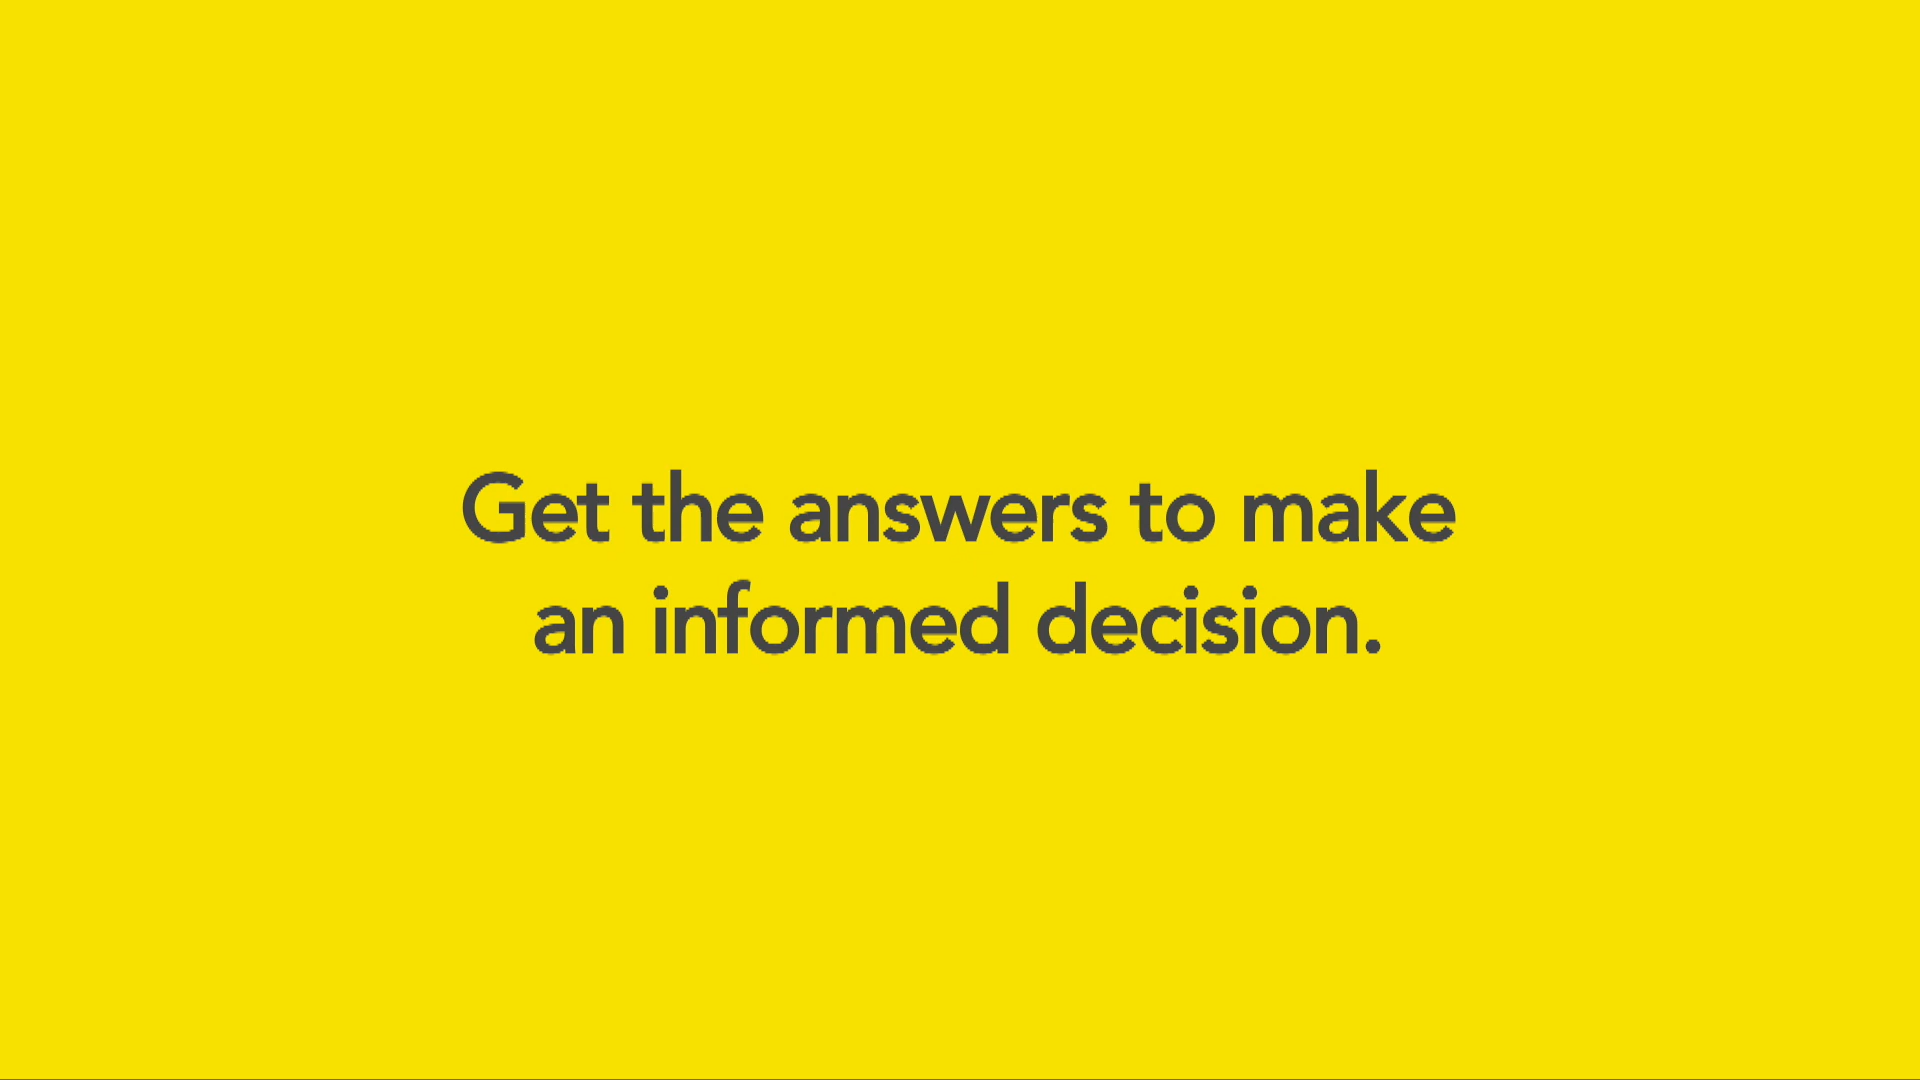 Get the answers to make
an informed decision.